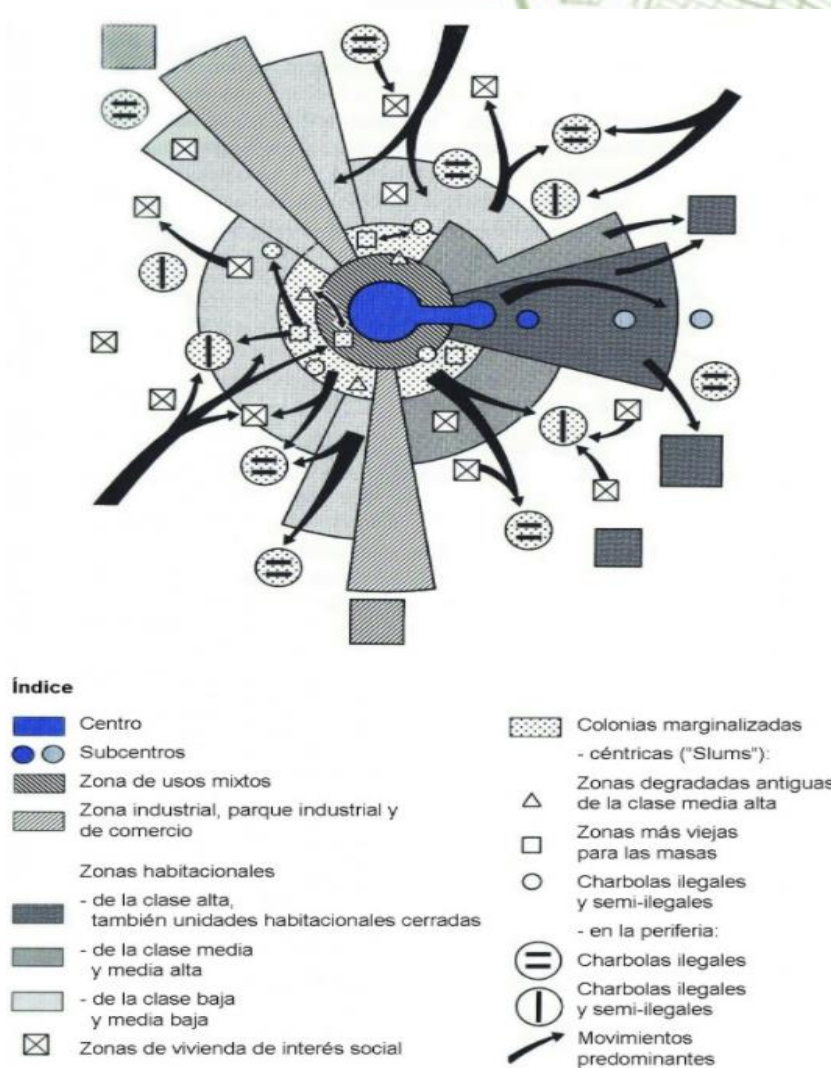 Índice
Centro
Subcentros
Zona de usos mixtos
Zona industrial, parque industrial y
de comercio
Zonas habitacionales
- de la clase alta,
también unidades habitacionales cerradas
- de la clase media
y media alta
- de la clase baja
y media baja
Zonas de vivienda de interés social
Colonias marginalizadas
- céntricas ("Slums"):
Zonas degradadas antiguas
de la clase media alta
Zonas más viejas
para las masas
Charbolas ilegales
y semi-ilegales
- en la periferia:
Charbolas ilegales
Charbolas ilegales
y semi-ilegales
Movimientos
predominantes